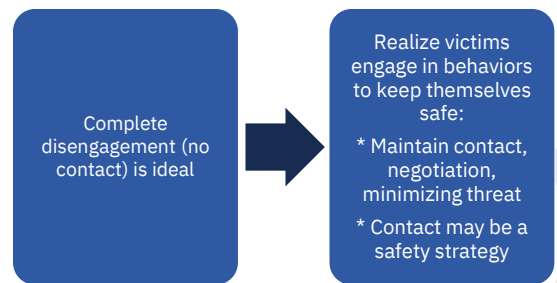 Complete
disengagement (no
contact) is ideal
Realize victims
engage in behaviors
to keep themselves
safe:
* Maintain contact,
negotiation,
minimizing threat
* Contact may be a
safety strategy